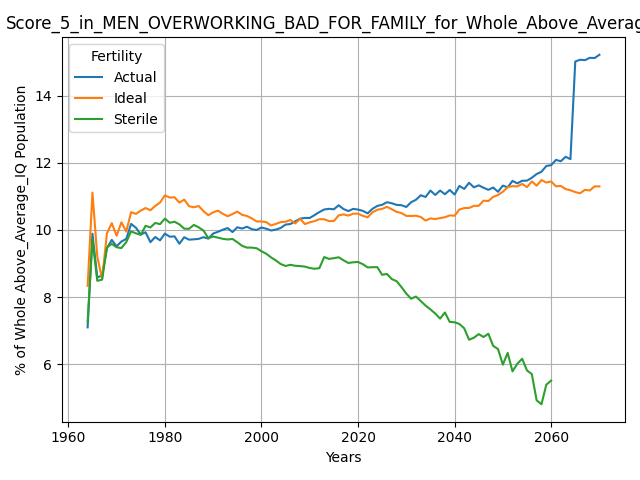 Score_5_in_MEN_OVERWORKING_BAD_FOR_FAMILY_for_Whole_Above_Averag
Fertility
Actual
Ideal
Sterile
% of Whole Above_Average_IQ Population
14
12
10
8
6
1960
1980
2000
2020
2040
2060
Years